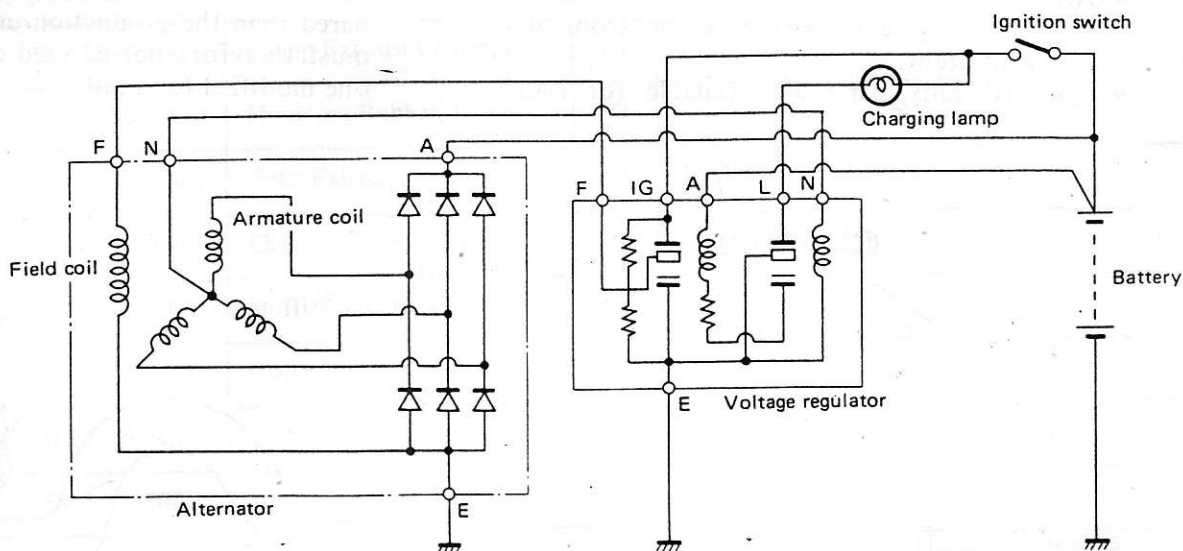 Ignition switch
Charging lamp
F N A
F IG A L N
Armature coil
Field coil
Battery
E Voltage regulator
E
Alternator